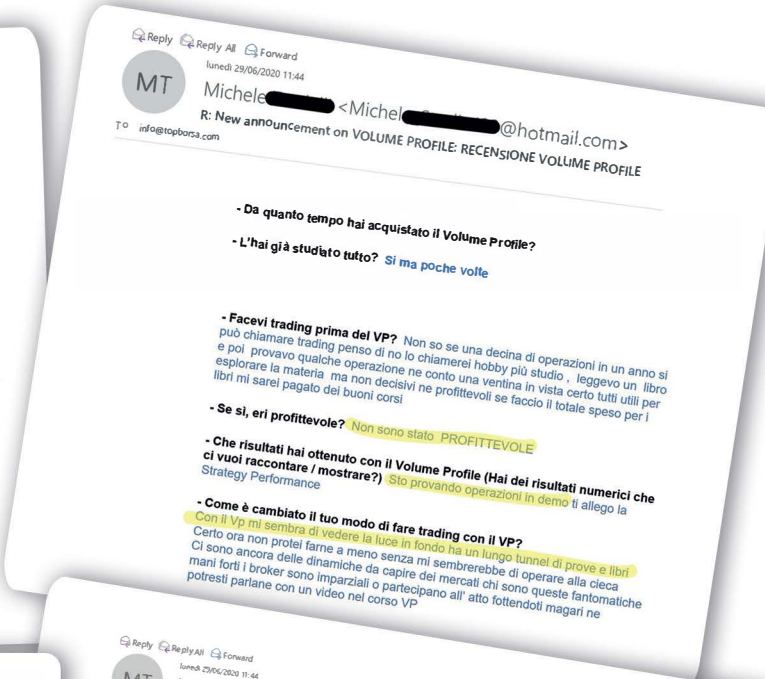 Reply Reply All Forward
lunedì 29/06/2020 11:44
MT
Michele <Michel @hotmail.com>
R: New announcement on VOLUME PROFILE: RECENSIONE VOLUME PROFILE
To info@topborsa.com
- Da quanto tempo hai acquistato il Volume Profile?
- L'hai già studiato tutto? Si ma poche volte
- Facevi trading prima del VP? Non so se una decina di operazioni in un anno si
può chiamare trading penso di no lo chiamerei hobby più studio , leggevo un libro
e poi provavo qualche operazione ne conto una ventina in vista certo tutti utili per
esplorare la materia ma non decisivi ne profittevoli se faccio il totale speso per i
libri mi sarei pagato dei buoni corsi
- Se sì, eri profittevole? Non sono stato PROFITTEVOLE
- Che risultati hai ottenuto con il Volume Profile (Hai dei risultati numerici che
ci vuoi raccontare / mostrare?) Sto provando operazioni in demo ti allego la
Strategy Performance
- Come è cambiato il tuo modo di fare trading con il VP?
Con il Vp mi sembra di vedere la luce in fondo ha un lungo tunnel di prove e libri
Certo ora non protei farne a meno senza mi sembrerebbe di operare alla cieca
Ci sono ancora delle dinamiche da capire dei mercati chi sono queste fantomatiche
mani forti i broker sono imparziali o partecipano all' atto fottendoti magari ne
potresti parlane con un video nel corso VP
Reply Reply All Forward
lunedì 29/06/2020 11:44
MT